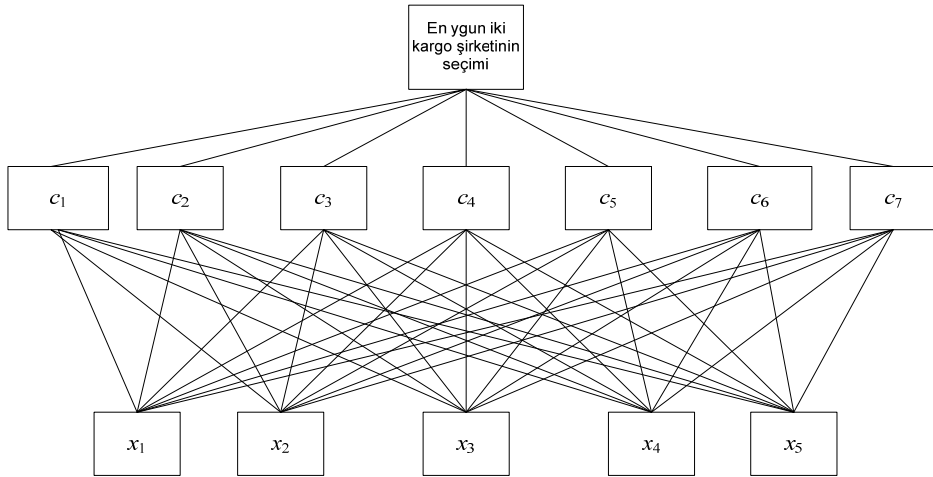 En ygun iki
kargo şirketinin
seçimi
c1 c2 c3 c4 c5 c6 c7
x1 x2 x3 x4 x5